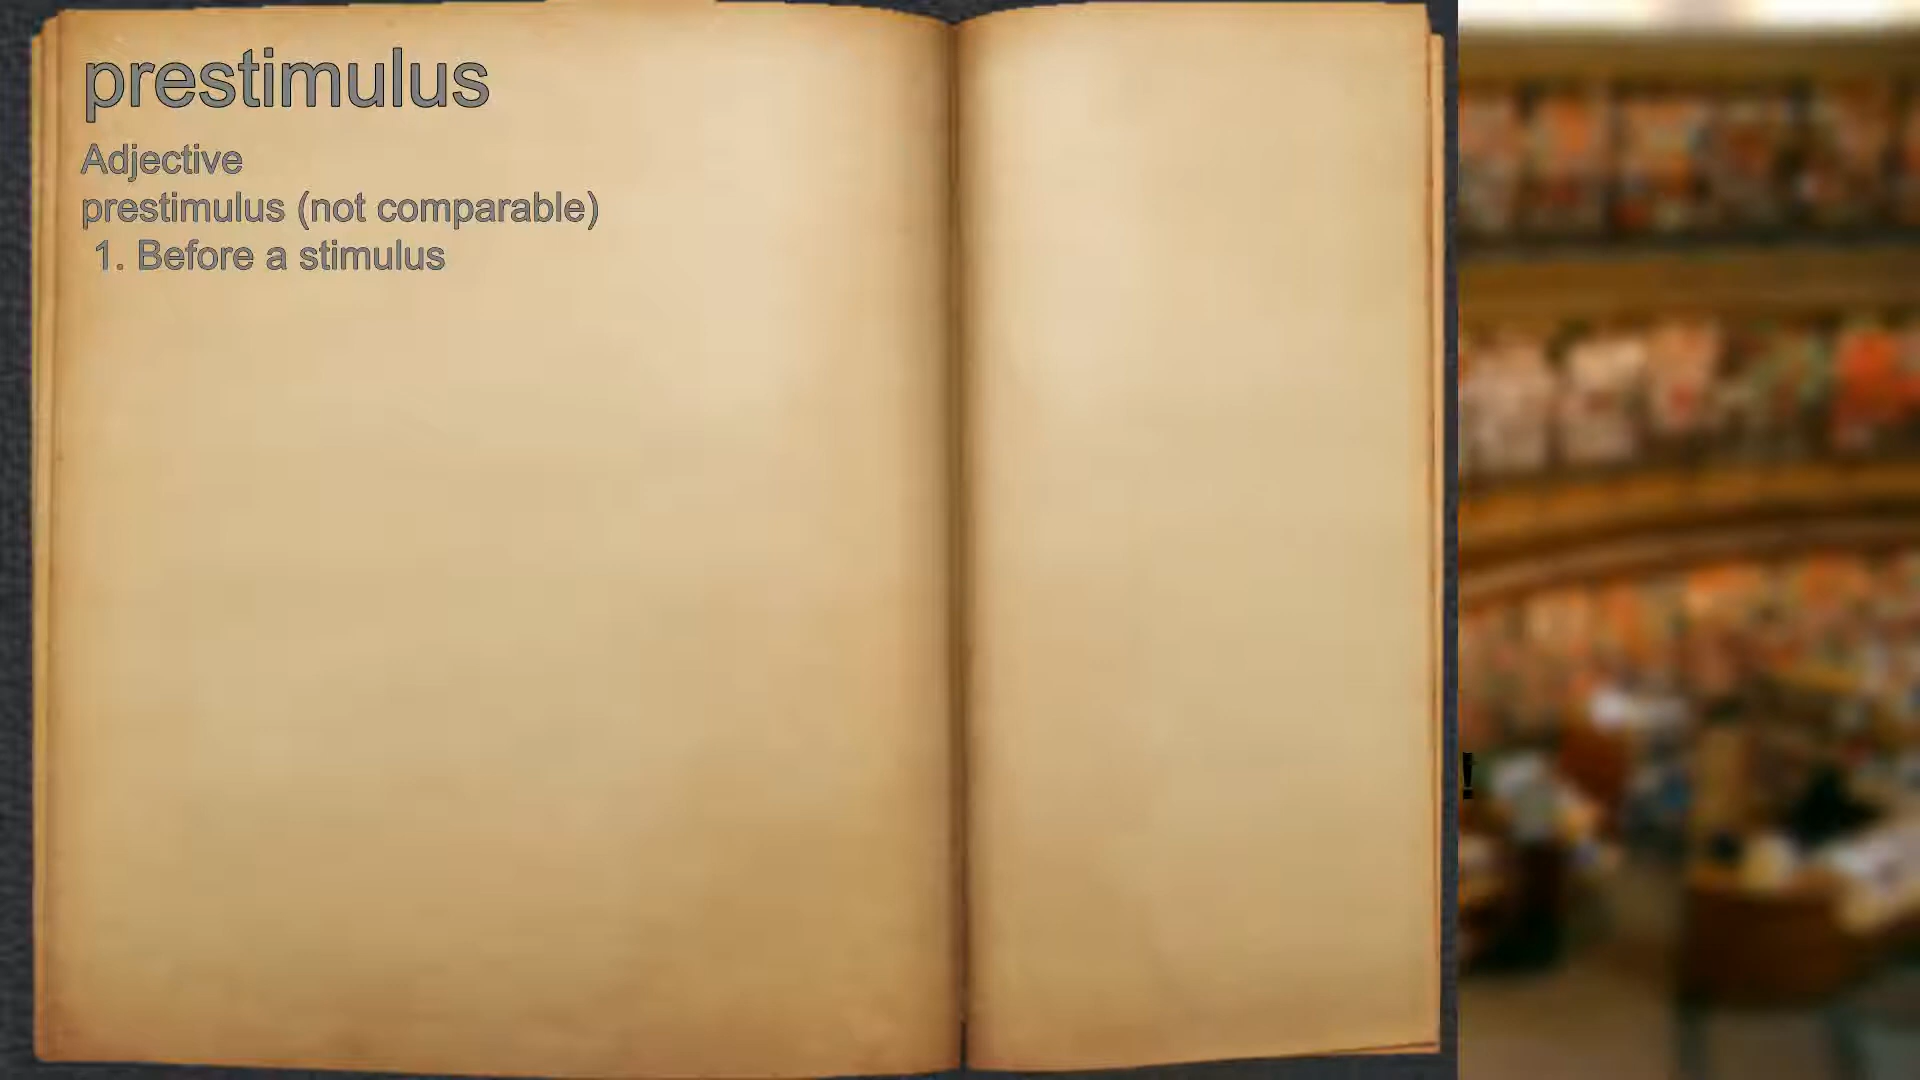 prestimulus
Adjective
prestimulus (not comparable)
1. Before a stimulus
!